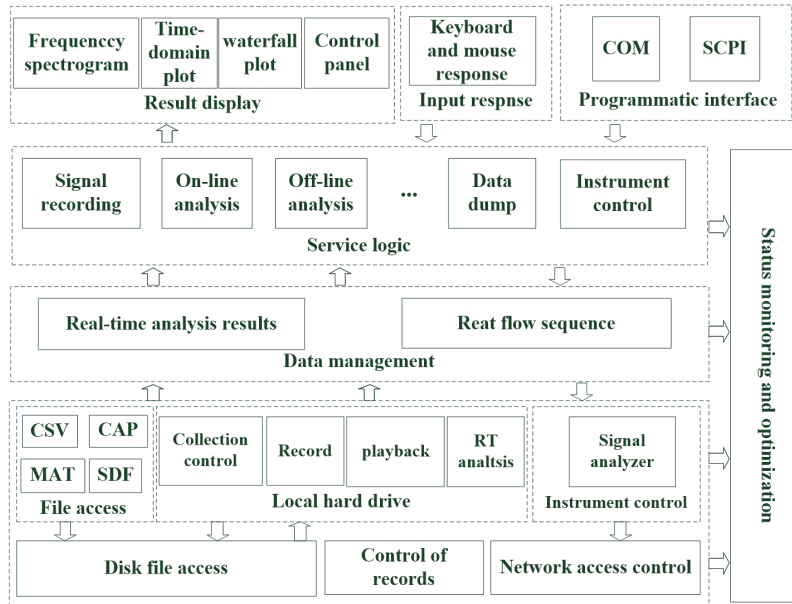 Frequenccy
spectrogram
Time-
domain
plot
waterfall
plot
Control
panel
Result display
Keyboard
and mouse
response
Input respnse
COM
SCPI
Programmatic interface
Signal
recording
On-line
analysis
Off-line
analysis
...
Data
dump
Instrument
control
Service logic
Real-time analysis results
Reat flow sequence
Data management
CSV
CAP
MAT
SDF
File access
Collection
control
Record
playback
RT
analtsis
Local hard drive
Signal
analyzer
Instrument control
Disk file access
Control of
records
Network access control
Status monitoring and optimization